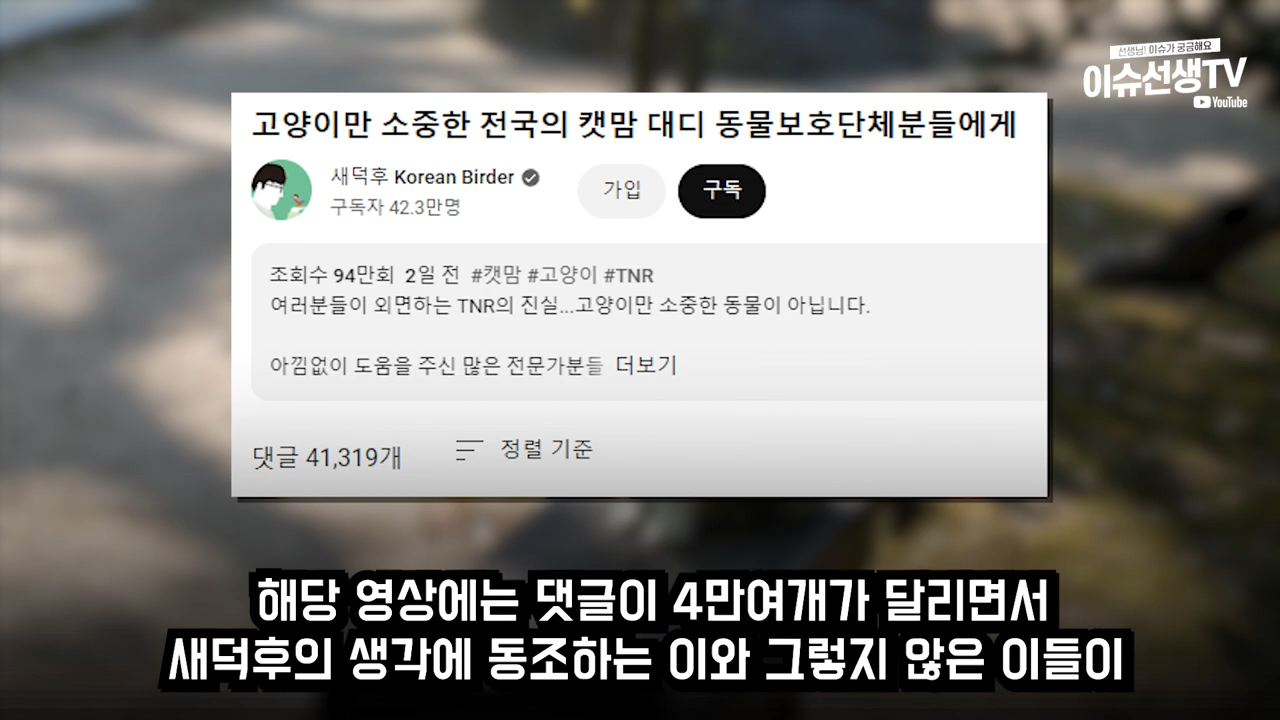 선생님! 이슈가 궁금해요
이슈선생TV
YouTube
고양이만 소중한 전국의 캣맘 대디 동물보호단체분들에게
새덕후 Korean Birder
구독자 42.3만명
가입
구독
조회수 94만회 2일 전 #캣맘 #고양이 #TNR
여러분들이 외면하는 TNR의 진실...고양이만 소중한 동물이 아닙니다.
아낌없이 도움을 주신 많은 전문가분들 더보기
댓글 41,319개
정렬 기준
해당 영상에는 댓글이 4만여개가 달리면서
새덕후의 생각에 동조하는 이와 그렇지 않은 이들이